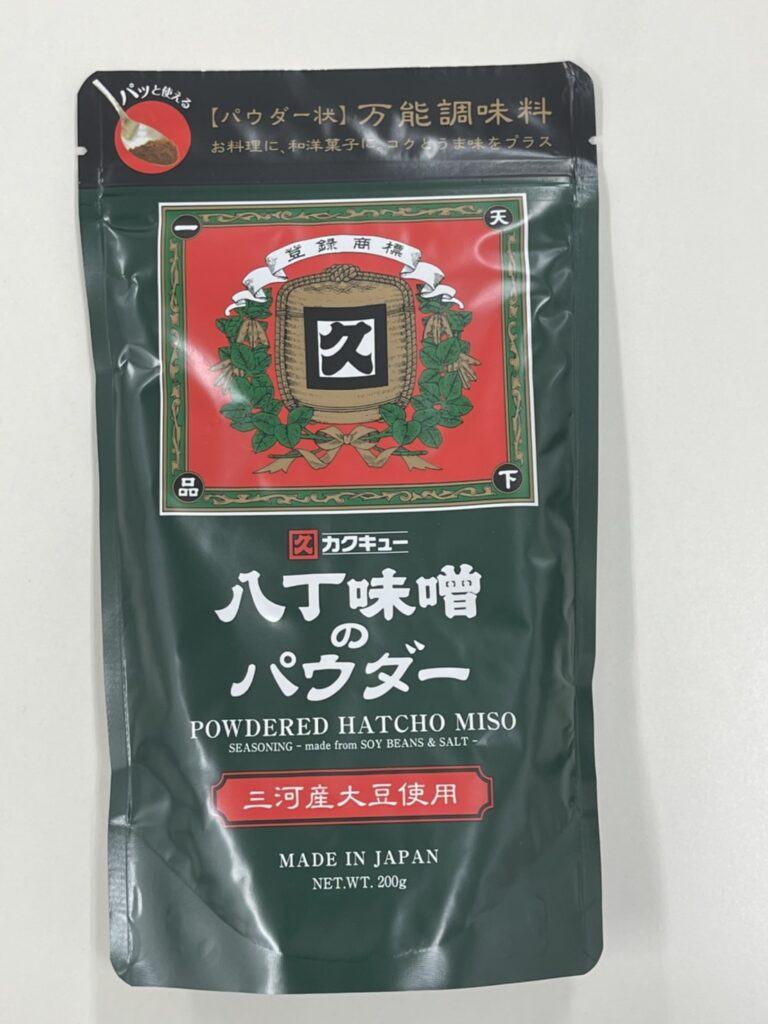 パッと使える
【パウダー状】万能調味料
お料理に、和洋菓子に、コクとうま味をプラス
一
天
登録商標
久
品
下
久 カクキュー
八丁味噌
の
パウダー
POWDERED HATCHO MISO
SEASONING - made from SOY BEANS & SALT -
三河産大豆使用
MADE IN JAPAN
NET.WT. 200g